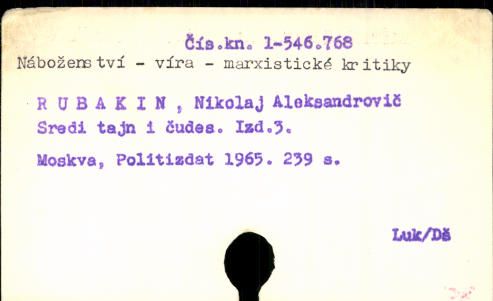 Čís.kn. 1-546.768
Náboženství - víra - marxistické kritiky
R U B A K I N , Nikolaj Aleksandrovič
Sredi tajn i čudes. Izd.3.
Moskva, Politizdat 1965. 239 s.
Luk/Dš